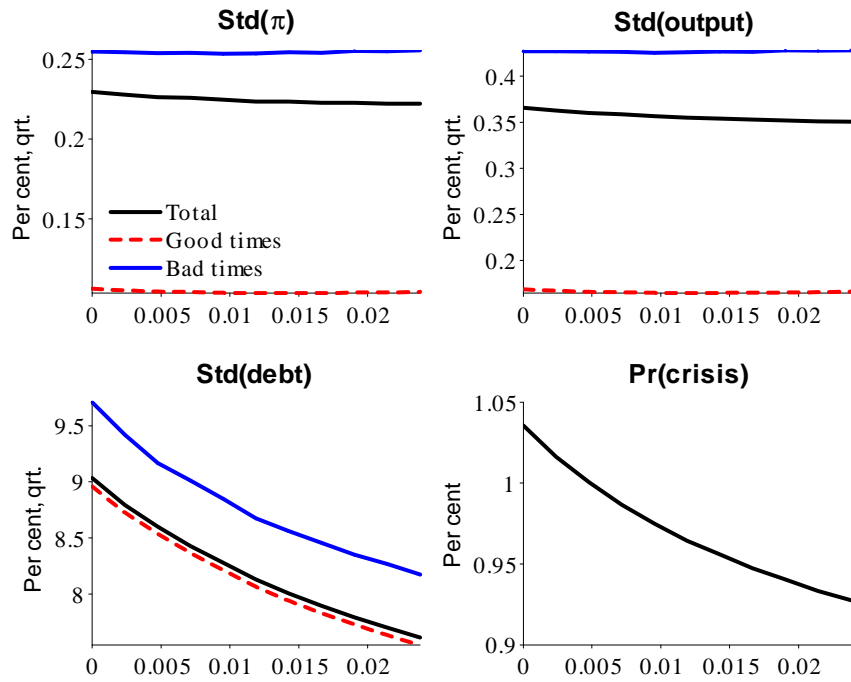 Std(π)
Per cent, qrt.
0.25
0.2
0.15
Total
Good times
Bad times
0 0.005 0.01 0.015 0.02
Std(output)
Per cent, qrt.
0.4
0.35
0.3
0.25
0.2
0 0.005 0.01 0.015 0.02
Std(debt)
Per cent, qrt.
9.5
9
8.5
8
0 0.005 0.01 0.015 0.02
Pr(crisis)
Per cent
1.05
1
0.95
0.9
0 0.005 0.01 0.015 0.02